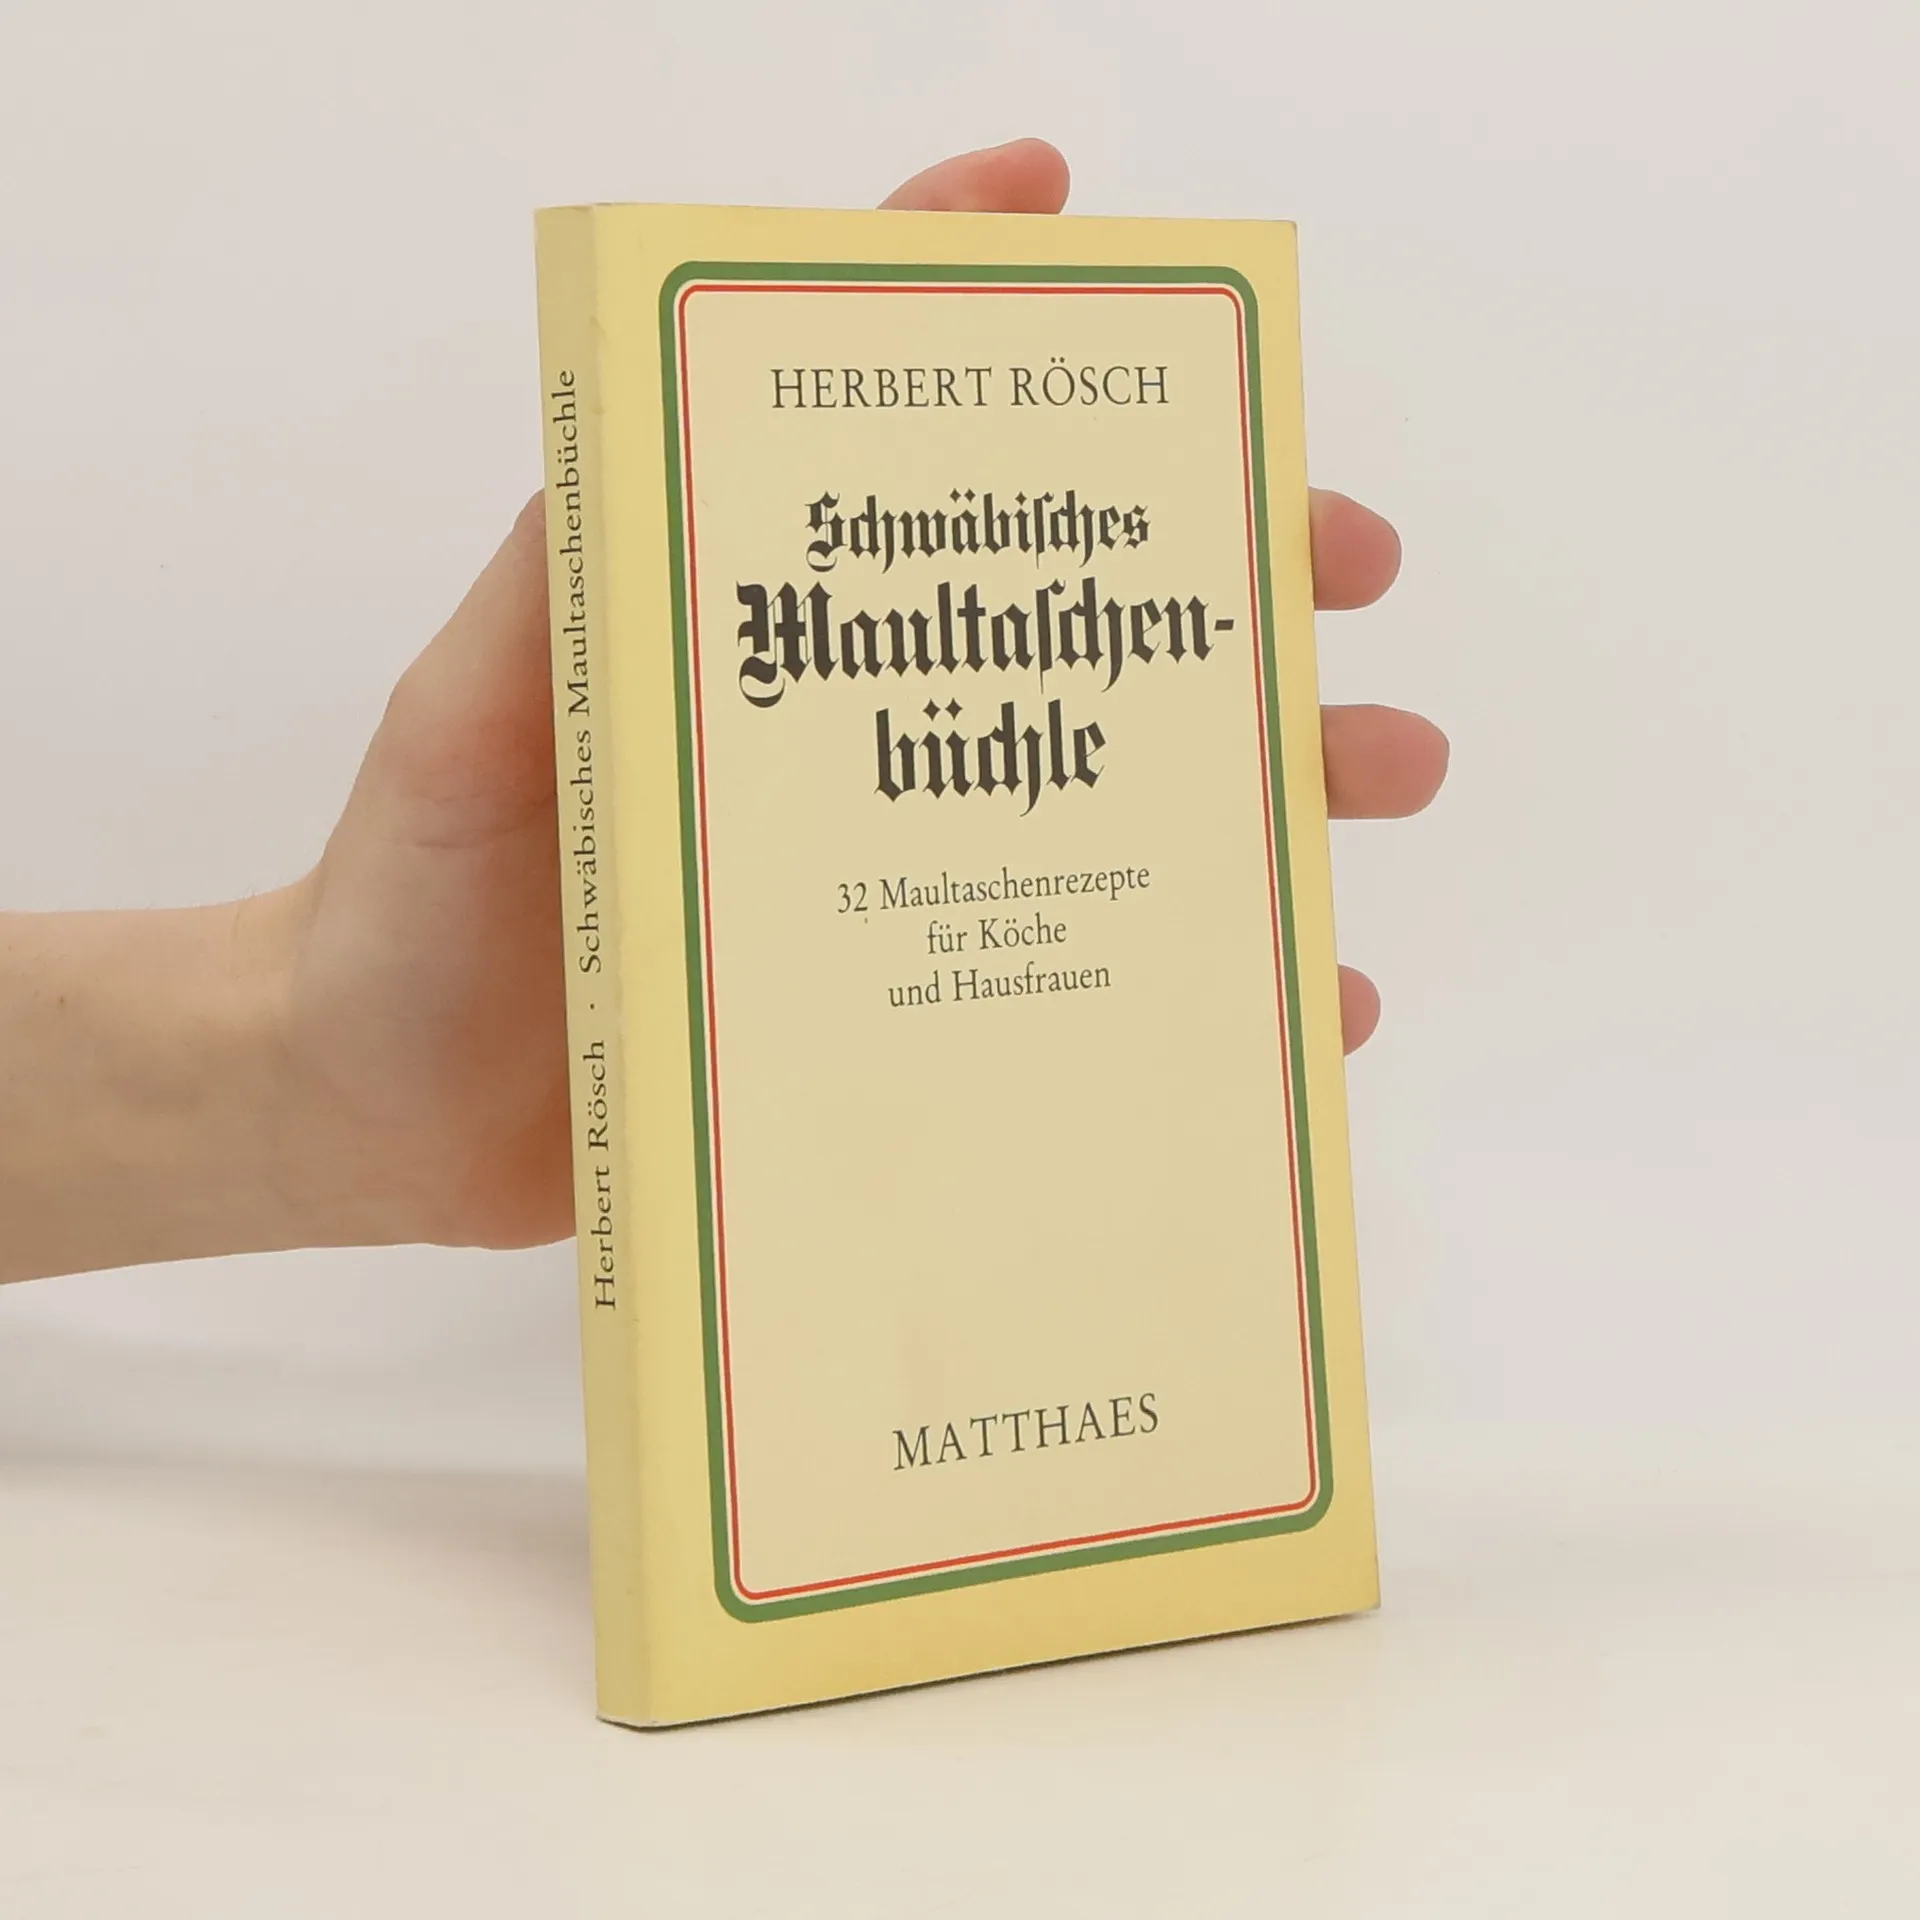 HERBERT RÖSCH
Schwäbiſches
Maultaſchen-
büchle
32 Maultaschenrezepte
für Köche
und Hausfrauen
MATTHAES
Herbert Rösch · Schwäbisches Maultaschenbüchle